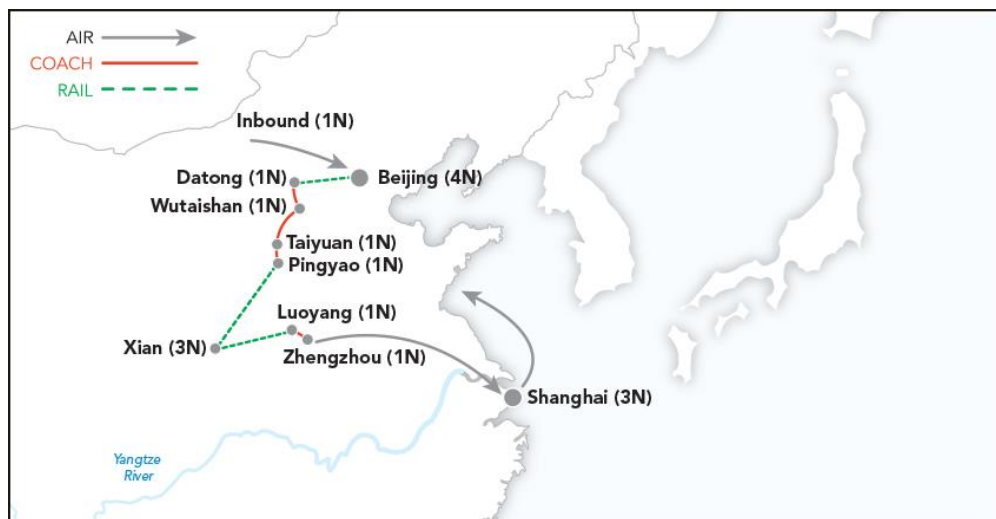 AIR
COACH
RAIL
Inbound (1N)
Datong (1N)
Beijing (4N)
Wutaishan (1N)
Taiyuan (1N)
Pingyao (1N)
Luoyang (1N)
Xian (3N)
Zhengzhou (1N)
Shanghai (3N)
Yangtze
River